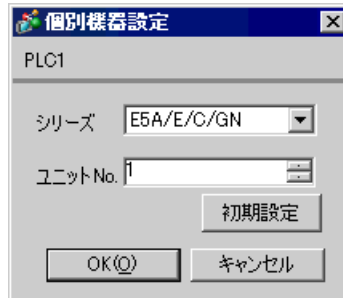 個別機器設定
PLC1
シリーズ E5A/E/C/GN
ユニットNo. 1
初期設定
OK(O) キャンセル